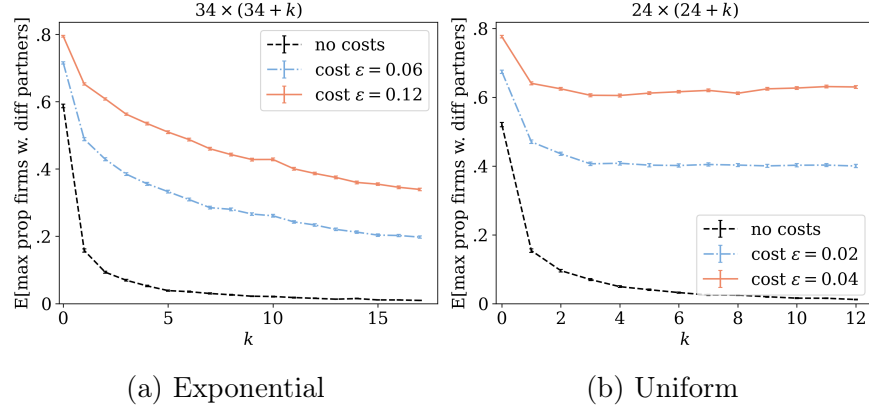 34 × (34 + k)
E[max prop firms w. diff partners]
.8
.6
.4
.2
0
no costs
cost ε = 0.06
cost ε = 0.12
0
5
10
15
k
(a) Exponential
24 × (24 + k)
E[max prop firms w. diff partners]
.8
.6
.4
.2
0
no costs
cost ε = 0.02
cost ε = 0.04
0
2
4
6
8
10
12
k
(b) Uniform